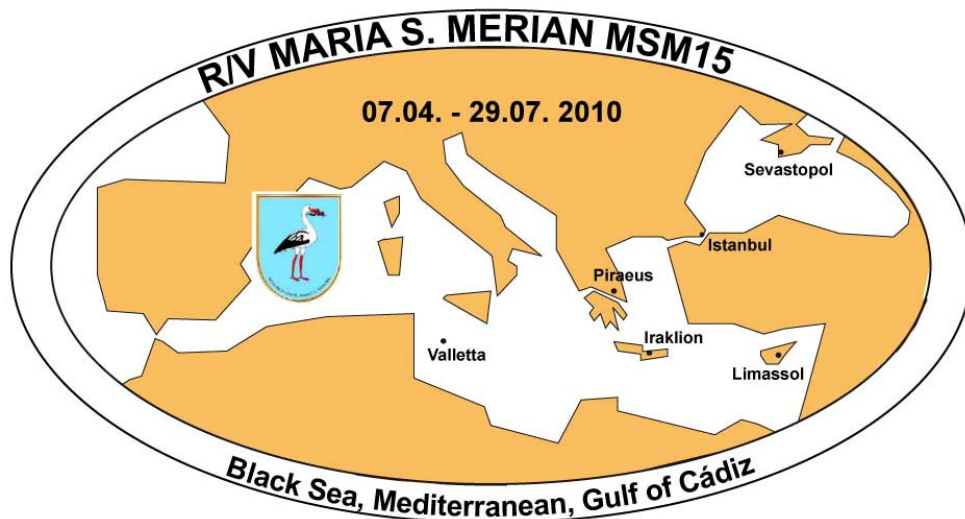 R/V MARIA S. MERIAN MSM15
07.04. - 29.07. 2010
Sevastopol
Istanbul
Piraeus
Iraklion
Valletta
Limassol
Black Sea, Mediterranean, Gulf of Cádiz